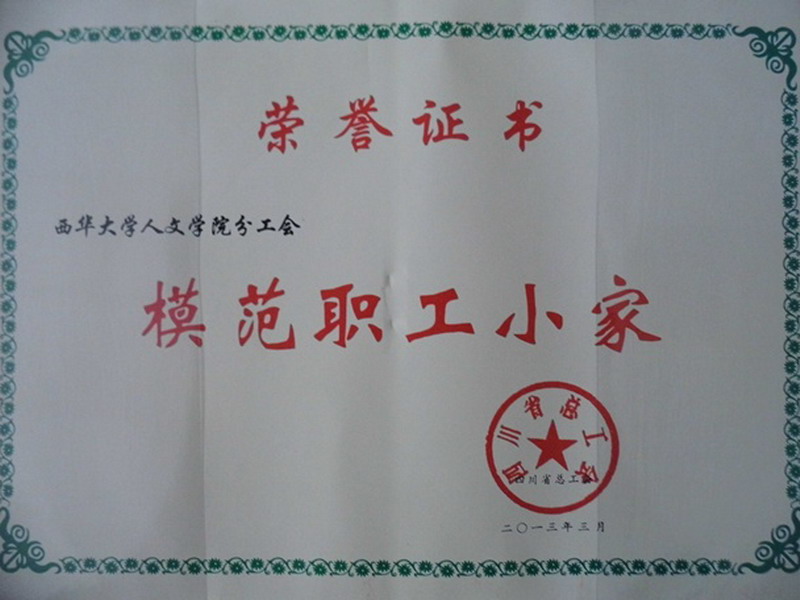 荣誉证书
西华大学人文学院分工会
模范职工小家
四川省总工会
四川省总工会
二〇一三年三月